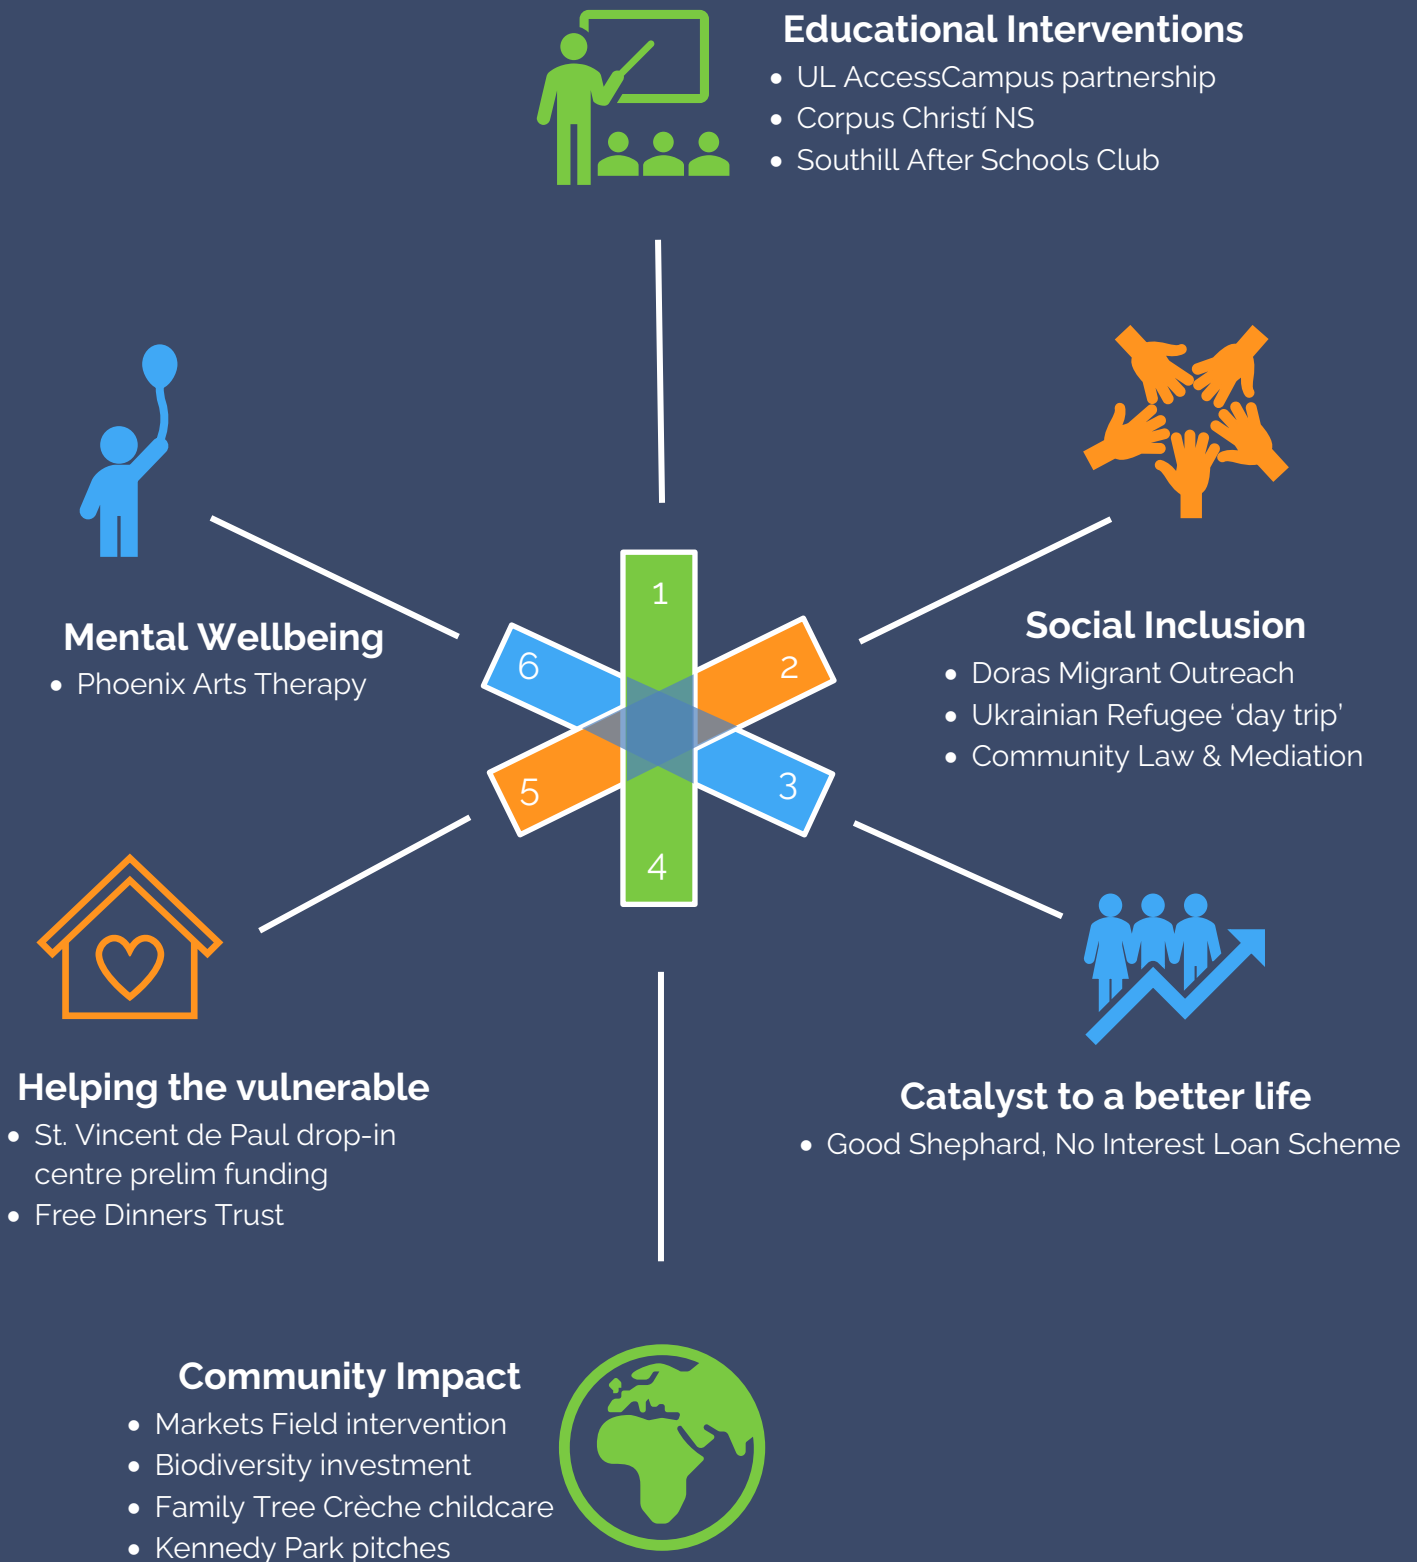 Educational Interventions
• UL AccessCampus partnership
• Corpus Christí NS
• Southill After Schools Club
1
2
3
4
5
6
Mental Wellbeing
• Phoenix Arts Therapy
Social Inclusion
• Doras Migrant Outreach
• Ukrainian Refugee ‘day trip’
• Community Law & Mediation
Helping the vulnerable
• St. Vincent de Paul drop-in
centre prelim funding
• Free Dinners Trust
Catalyst to a better life
• Good Shephard, No Interest Loan Scheme
Community Impact
• Markets Field intervention
• Biodiversity investment
• Family Tree Crèche childcare
• Kennedy Park pitches